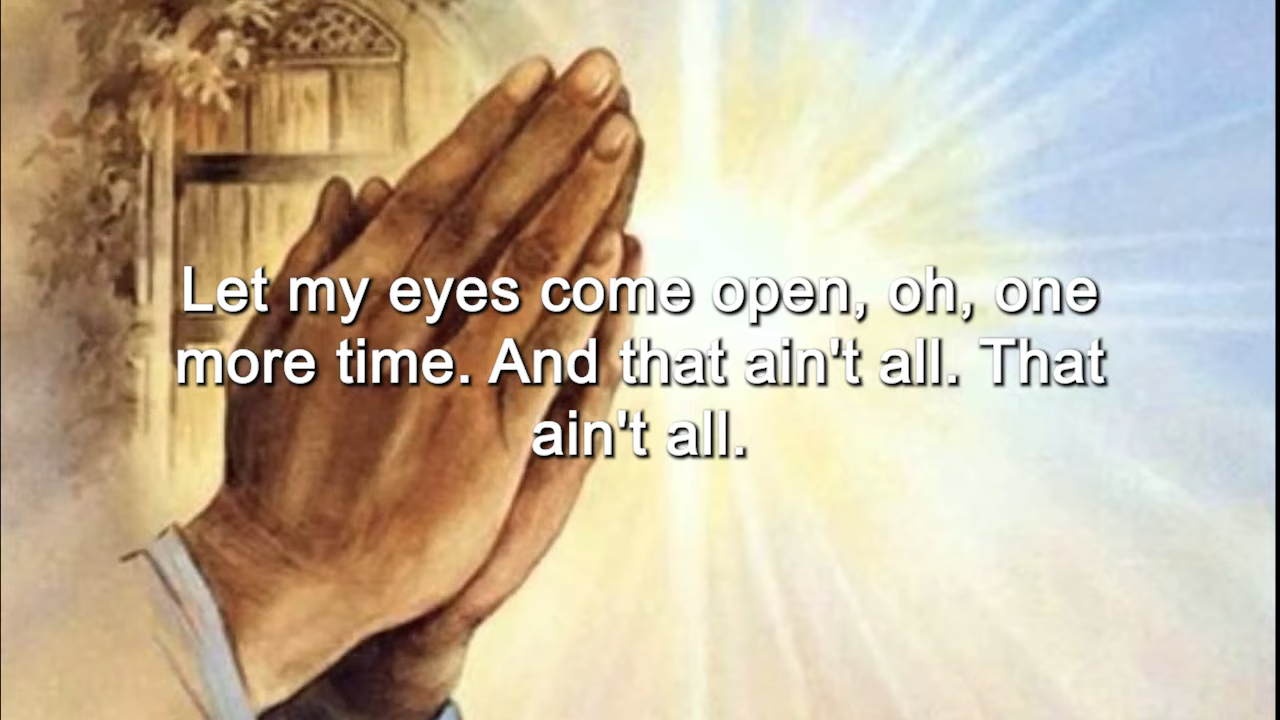 Let my eyes come open, oh, one
more time. And that ain't all. That
ain't all.